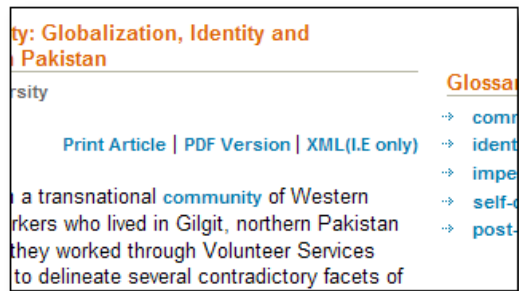 ty: Globalization, Identity and
Pakistan
rsity
Print Article | PDF Version | XML(I.E only)
a transnational community of Western
rkers who lived in Gilgit, northern Pakistan
they worked through Volunteer Services
to delineate several contradictory facets of
Glossa
comm
ident
impe
self-c
post-